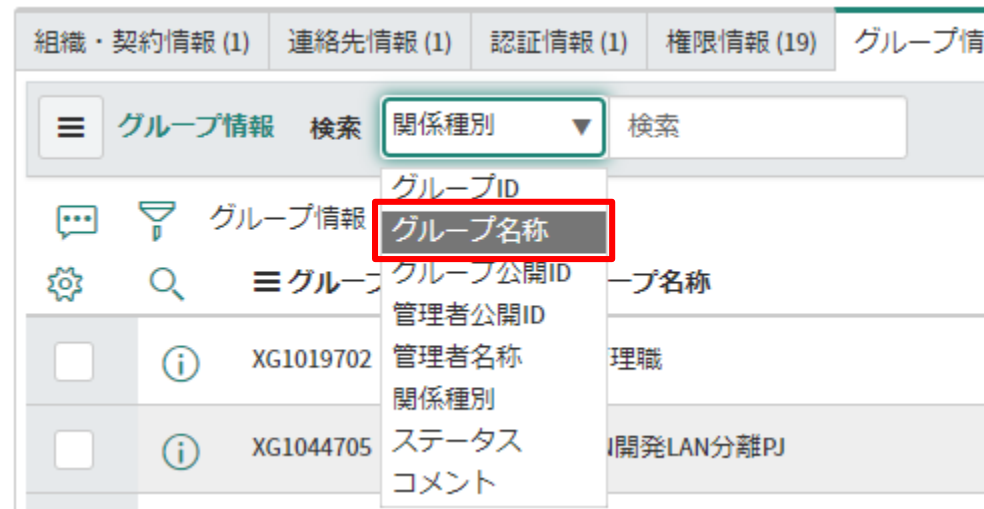 組織・契約情報 (1) 連絡先情報 (1) 認証情報 (1) 権限情報 (19) グループ情
グループ情報 検索 関係種別 ▼ 検索
グループID
グループ情報
グループ名称
グループ公開ID
グルー
プ名称
管理者公開ID
XG1019702
管理者名称
理職
関係種別
XG1044705
ステータス
開発LAN分離PJ
コメント